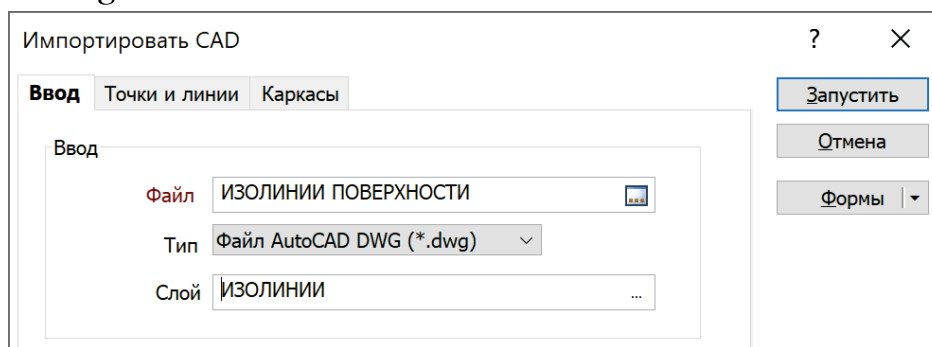 Импортировать CAD ? ×
Ввод Точки и линии Каркасы
Запустить
Отмена
Формы
Ввод
Файл ИЗОЛИНИИ ПОВЕРХНОСТИ
Тип Файл AutoCAD DWG (*.dwg)
Слой ИЗОЛИНИИ ...